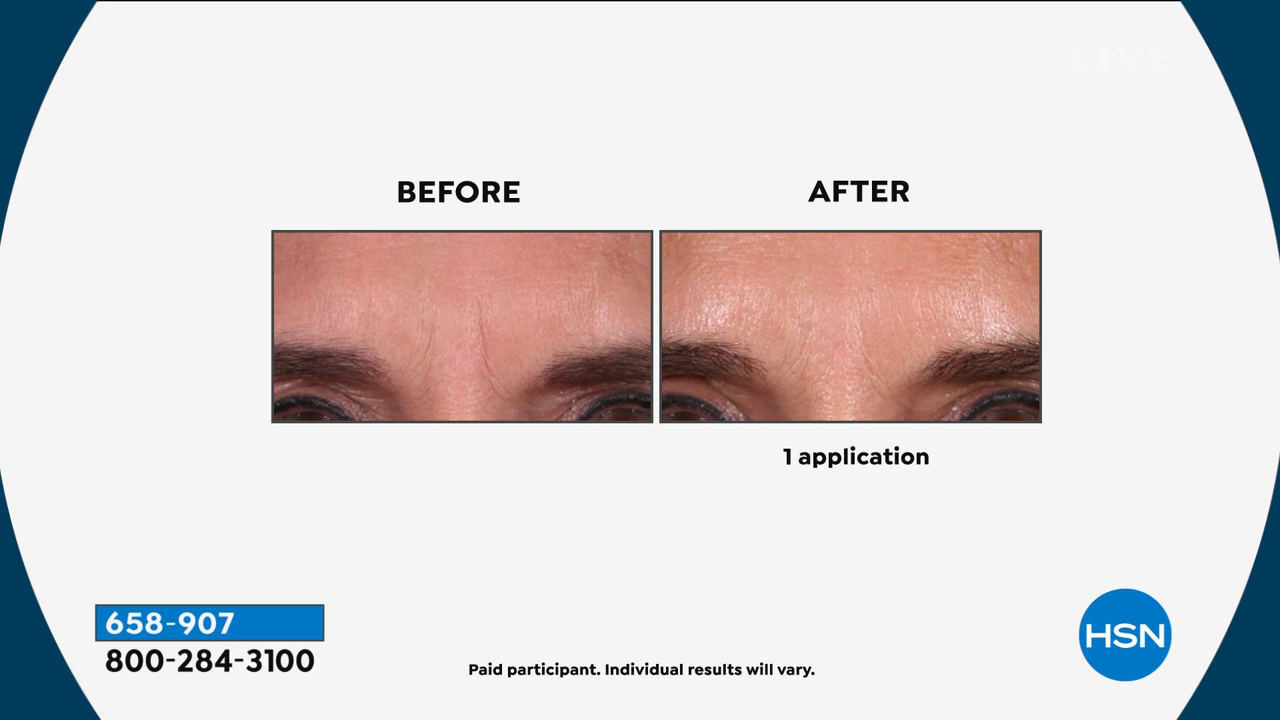 LIVE
BEFORE
AFTER
1 application
658-907
800-284-3100
Paid participant. Individual results will vary.
HSN